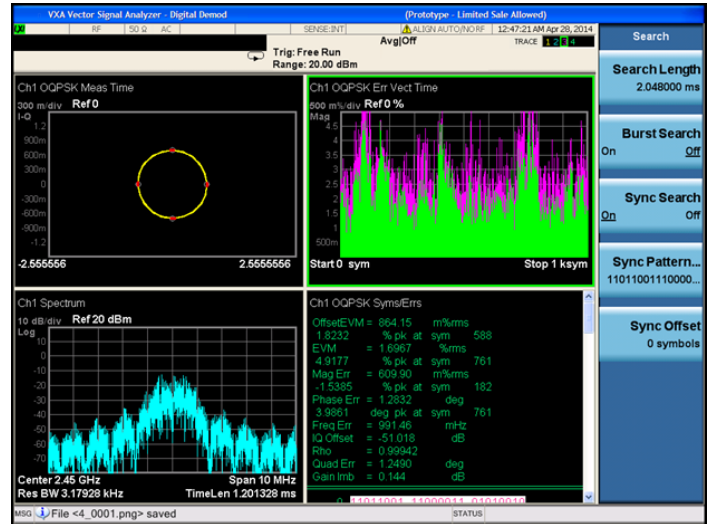 VXA Vector Signal Analyzer - Digital Demod
(Prototype - Limited Sale Allowed)
RF 50 Ω AC SENSE:INT ALIGN AUTO/NO RF 12:47:21 AM Apr 28, 2014
Avg|Off TRACE 1 2 3 4
Trig: Free Run
Range: 20.00 dBm
Ch1 OQPSK Meas Time
300 m/div Ref 0
I-Q
1.2
900m
600m
300m
0
-300m
-600m
-900m
-1.2
-2.555556 2.5555556
Ch1 OQPSK Err Vect Time
500 m%/div Ref 0 %
Mag
4.5
4
3.5
3
2.5
2
1.5
1
500m
Start 0 sym Stop 1 ksym
Ch1 Spectrum
10 dB/div Ref 20 dBm
Log
10
0
-10
-20
-30
-40
-50
-60
-70
Center 2.45 GHz Span 10 MHz
Res BW 3.17928 kHz TimeLen 1.201328 ms
Ch1 OQPSK Syms/Errs
OffsetEVM = 864.15 m%rms
1.8232 % pk at sym 588
EVM = 1.6967 %rms
4.9177 % pk at sym 761
Mag Err = 609.90 m%rms
-1.5385 % pk at sym 182
Phase Err = 1.2832 deg
3.9861 deg pk at sym 761
Freq Err = 991.46 mHz
IQ Offset = -51.018 dB
Rho = 0.99942
Quad Err = 1.2490 deg
Gain Imb = 0.144 dB
0 11011001 11000011 01010010
Search
Search Length
2.048000 ms
Burst Search
On Off
Sync Search
On Off
Sync Pattern...
11011001110000...
Sync Offset
0 symbols
MSG File <4_0001.png> saved STATUS